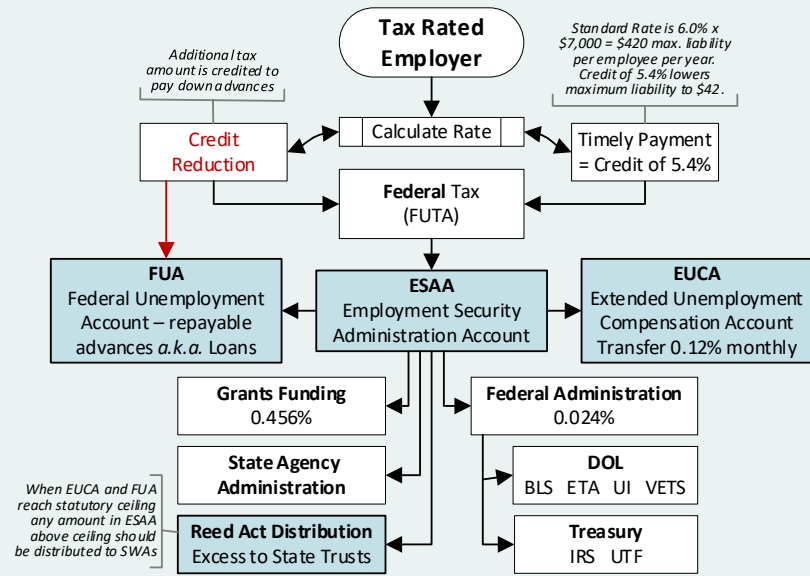 Tax Rated
Employer
Additional tax
amount is credited to
pay down advances
Standard Rate is 6.0% x
$7,000 = $420 max. liability
per employee per year.
Credit of 5.4% lowers
maximum liability to $42.
Credit
Reduction
Calculate Rate
Timely Payment
= Credit of 5.4%
Federal Tax
(FUTA)
FUA
Federal Unemployment
Account – repayable
advances a.k.a. Loans
ESAA
Employment Security
Administration Account
EUCA
Extended Unemployment
Compensation Account
Transfer 0.12% monthly
Grants Funding
0.456%
Federal Administration
0.024%
State Agency
Administration
DOL
BLS ETA UI VETS
When EUCA and FUA
reach statutory ceiling
any amount in ESAA
above ceiling should
be distributed to SWAs
Reed Act Distribution
Excess to State Trusts
Treasury
IRS UTF